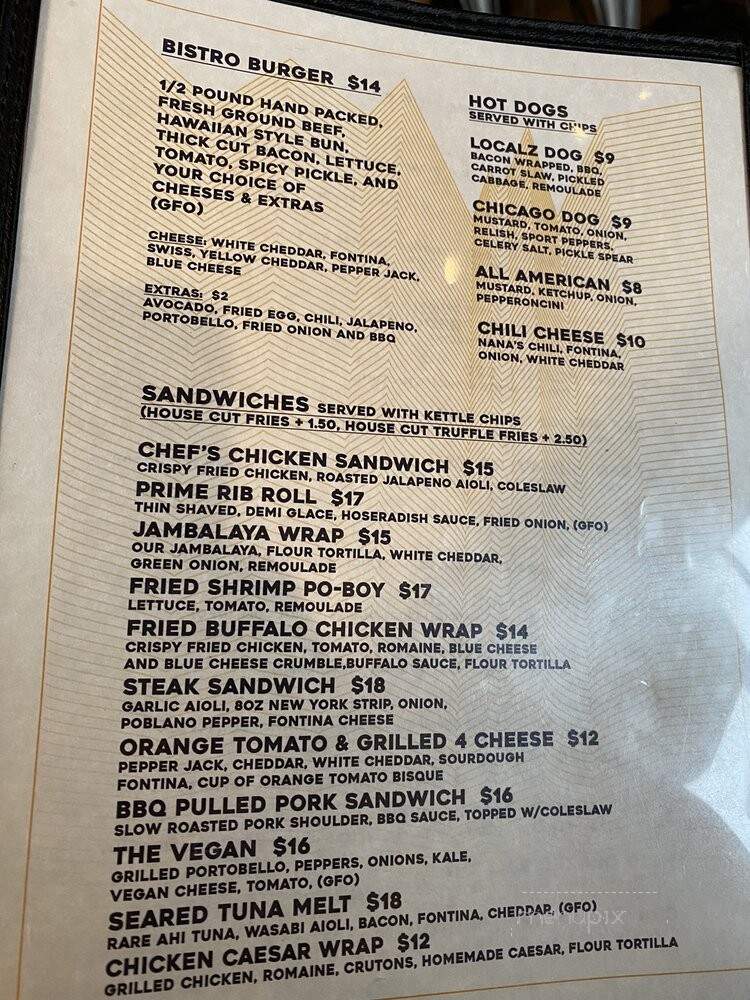 BISTRO BURGER $14
1/2 POUND HAND PACKED,
FRESH GROUND BEEF,
HAWAIIAN STYLE BUN,
THICK CUT BACON, LETTUCE,
TOMATO, SPICY PICKLE, AND
YOUR CHOICE OF
CHEESES & EXTRAS
(GFO)
CHEESE: WHITE CHEDDAR, FONTINA,
SWISS, YELLOW CHEDDAR, PEPPER JACK,
BLUE CHEESE
EXTRAS: $2
AVOCADO, FRIED EGG, CHILI, JALAPENO,
PORTOBELLO, FRIED ONION AND BBQ
HOT DOGS
SERVED WITH CHIPS
LOCALZ DOG $9
BACON WRAPPED, BBQ,
CARROT SLAW, PICKLED
CABBAGE, REMOULADE
CHICAGO DOG $9
MUSTARD, TOMATO, ONION,
RELISH, SPORT PEPPERS,
CELERY SALT, PICKLE SPEAR
ALL AMERICAN $8
MUSTARD, KETCHUP, ONION,
PEPPERONCINI
CHILI CHEESE $10
NANA'S CHILI, FONTINA,
ONION, WHITE CHEDDAR
SANDWICHES SERVED WITH KETTLE CHIPS
(HOUSE CUT FRIES + 1.50, HOUSE CUT TRUFFLE FRIES + 2.50)
CHEF'S CHICKEN SANDWICH $15
CRISPY FRIED CHICKEN, ROASTED JALAPENO AIOLI, COLESLAW
PRIME RIB ROLL $17
THIN SHAVED, DEMI GLACE, HOSERADISH SAUCE, FRIED ONION, (GFO)
JAMBALAYA WRAP $15
OUR JAMBALAYA, FLOUR TORTILLA, WHITE CHEDDAR,
GREEN ONION, REMOULADE
FRIED SHRIMP PO-BOY $17
LETTUCE, TOMATO, REMOULADE
FRIED BUFFALO CHICKEN WRAP $14
CRISPY FRIED CHICKEN, TOMATO, ROMAINE, BLUE CHEESE
AND BLUE CHEESE CRUMBLE,BUFFALO SAUCE, FLOUR TORTILLA
STEAK SANDWICH $18
GARLIC AIOLI, 8OZ NEW YORK STRIP, ONION,
POBLANO PEPPER, FONTINA CHEESE
ORANGE TOMATO & GRILLED 4 CHEESE $12
PEPPER JACK, CHEDDAR, WHITE CHEDDAR, SOURDOUGH
FONTINA, CUP OF ORANGE TOMATO BISQUE
BBQ PULLED PORK SANDWICH $16
SLOW ROASTED PORK SHOULDER, BBQ SAUCE, TOPPED W/COLESLAW
THE VEGAN $16
GRILLED PORTOBELLO, PEPPERS, ONIONS, KALE,
VEGAN CHEESE, TOMATO, (GFO)
SEARED TUNA MELT $18
RARE AHI TUNA, WASABI AIOLI, BACON, FONTINA, CHEDDAR, (GFO)
CHICKEN CAESAR WRAP $12
GRILLED CHICKEN, ROMAINE, CRUTONS, HOMEMADE CAESAR, FLOUR TORTILLA
menupix